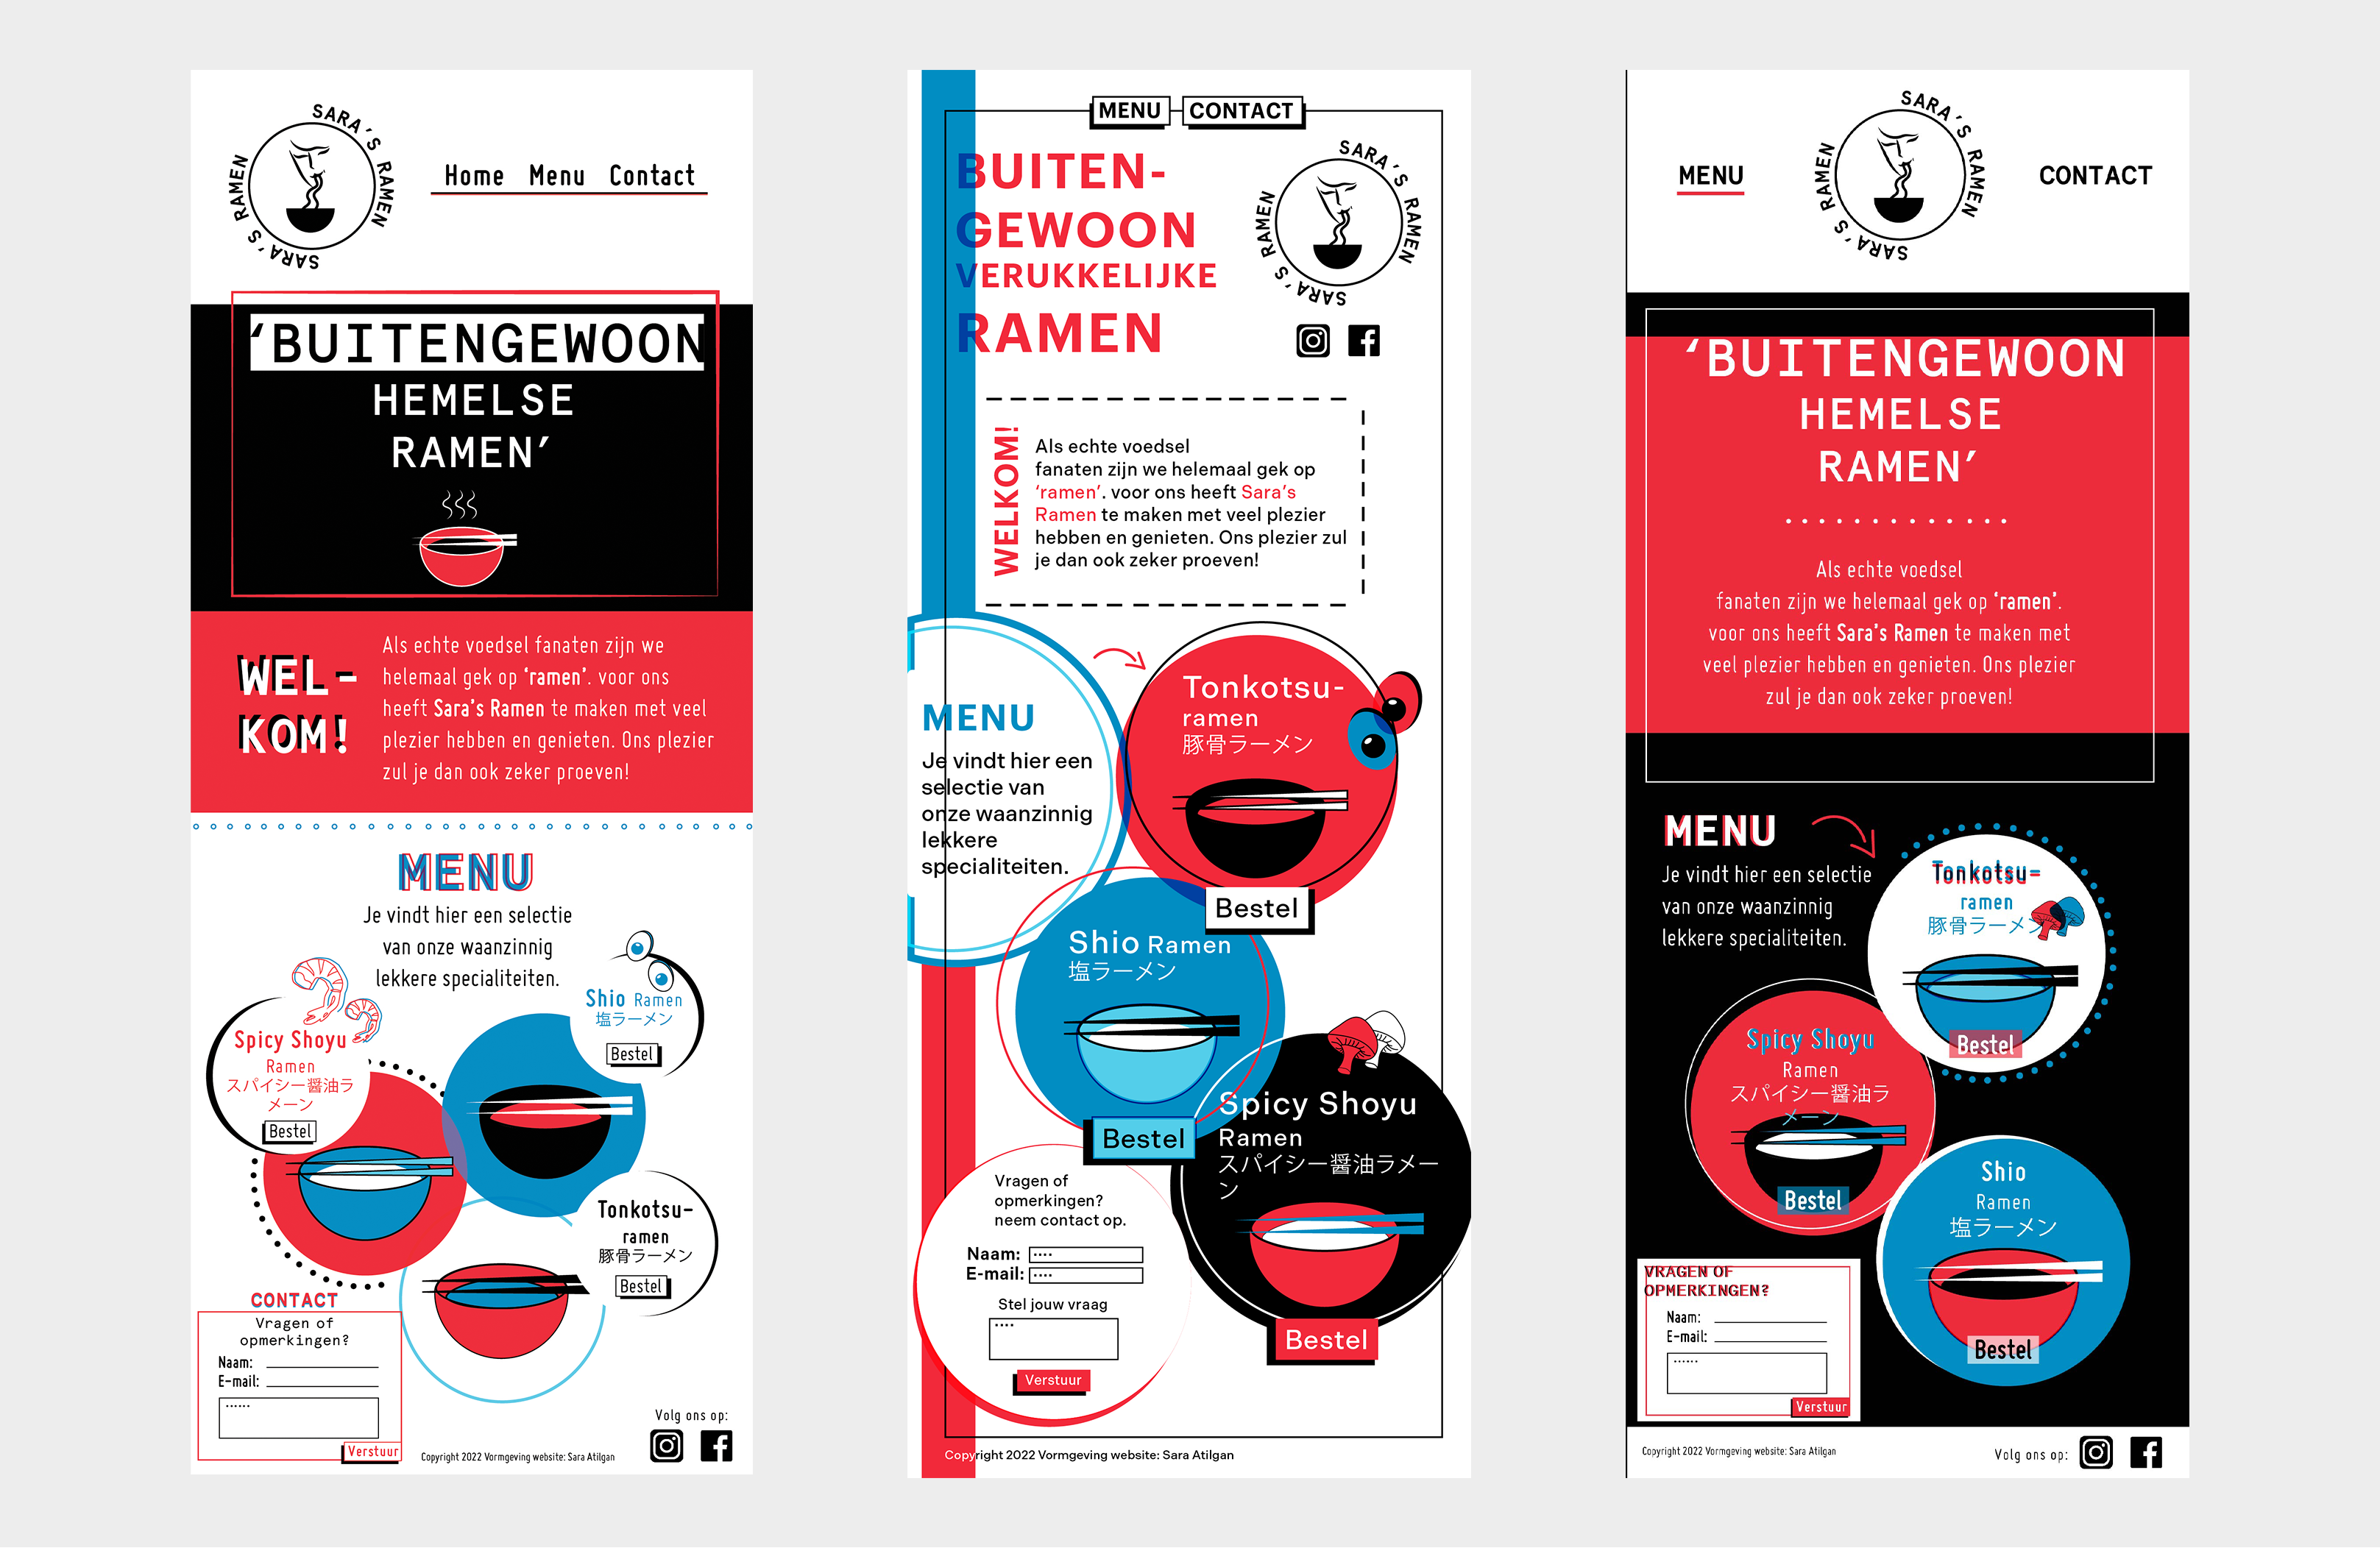 SARA'S RAMEN
SARA'S RAMEN
Home Menu Contact
‘BUITENGEWOON
HEMELSE
RAMEN’
WEL-
KOM!
Als echte voedsel fanaten zijn we
helemaal gek op ‘ramen’. voor ons
heeft Sara's Ramen te maken met veel
plezier hebben en genieten. Ons plezier
zul je dan ook zeker proeven!
MENU
Je vindt hier een selectie
van onze waanzinnig
lekkere specialiteiten.
Shio Ramen
塩ラーメン
Bestel
Spicy Shoyu
Ramen
スパイシー醤油ラ
メーン
Bestel
Tonkotsu-
ramen
豚骨ラーメン
Bestel
CONTACT
Vragen of
opmerkingen?
Naam:
E-mail:
......
Verstuur
Copyright 2022 Vormgeving website: Sara Atilgan
Volg ons op:
MENU CONTACT
BUITEN-
GEWOON
VERUKKELIJKE
RAMEN
SARA'S RAMEN
SARA'S RAMEN
WELKOM!
Als echte voedsel
fanaten zijn we helemaal gek op
‘ramen’. voor ons heeft Sara's
Ramen te maken met veel plezier
hebben en genieten. Ons plezier zul
je dan ook zeker proeven!
MENU
Je vindt hier een
selectie van
onze waanzinnig
lekkere
specialiteiten.
Tonkotsu-
ramen
豚骨ラーメン
Bestel
Shio Ramen
塩ラーメン
Bestel
Spicy Shoyu
Ramen
スパイシー醤油ラメー
ン
Bestel
Vragen of
opmerkingen?
neem contact op.
Naam: ....
E-mail: ....
Stel jouw vraag
....
Verstuur
Copyright 2022 Vormgeving website: Sara Atilgan
MENU
SARA'S RAMEN
SARA'S RAMEN
CONTACT
‘BUITENGEWOON
HEMELSE
RAMEN’
Als echte voedsel
fanaten zijn we helemaal gek op ‘ramen’.
voor ons heeft Sara's Ramen te maken met
veel plezier hebben en genieten. Ons plezier
zul je dan ook zeker proeven!
MENU
Je vindt hier een selectie
van onze waanzinnig
lekkere specialiteiten.
Tonkotsu-
ramen
豚骨ラーメン
Bestel
Spicy Shoyu
Ramen
スパイシー醤油ラ
メーン
Bestel
Shio
Ramen
塩ラーメン
Bestel
VRAGEN OF
OPMERKINGEN?
Naam:
E-mail:
......
Verstuur
Copyright 2022 Vormgeving website: Sara Atilgan
Volg ons op: